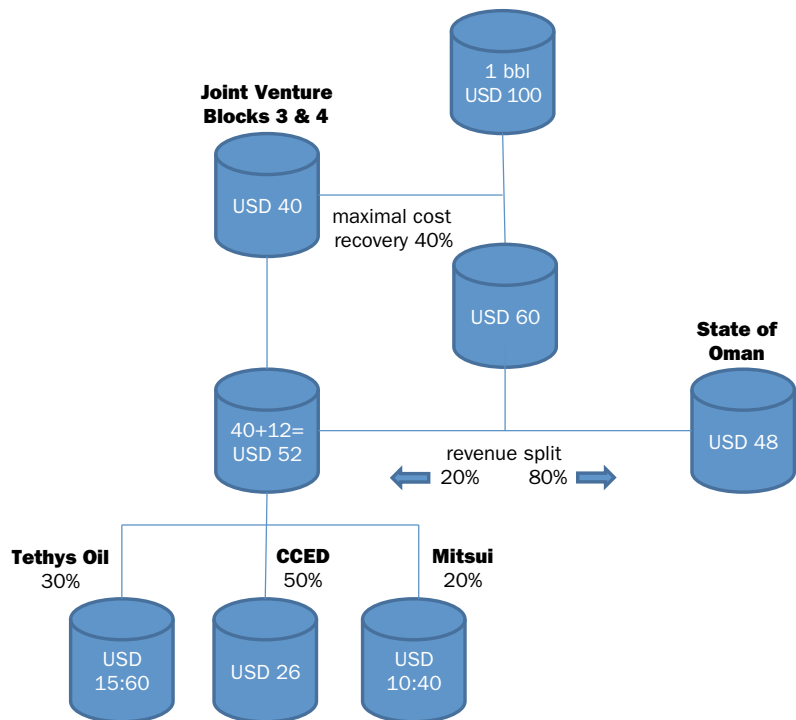 1 bbl
USD 100
Joint Venture
Blocks 3 & 4
USD 40
maximal cost
recovery 40%
USD 60
State of
Oman
40+12=
USD 52
revenue split
20%
80%
USD 48
Tethys Oil
30%
CCED
50%
Mitsui
20%
USD
15:60
USD 26
USD
10:40